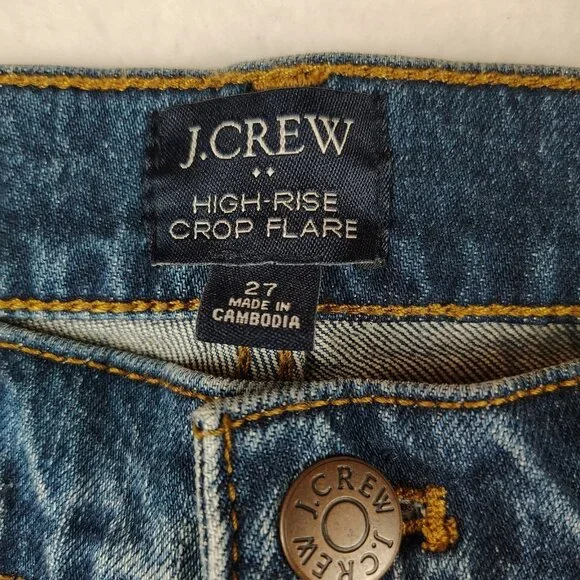 J.CREW
HIGH-RISE
CROP FLARE
27
MADE IN
CAMBODIA
J.CREW J.CREW